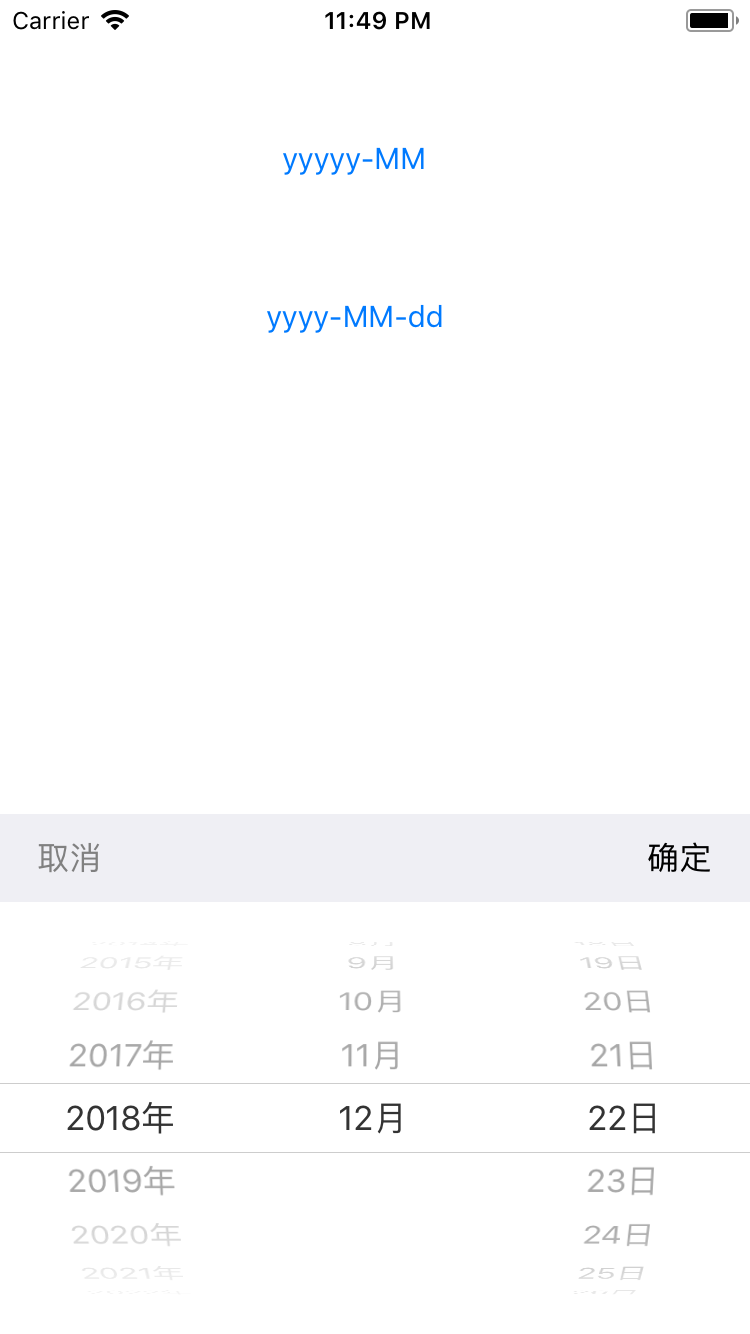 Carrier 11:49 PM
yyyyy-MM
yyyy-MM-dd
取消 确定
2015年 9月 19日
2016年 10月 20日
2017年 11月 21日
2018年 12月 22日
2019年 23日
2020年 24日
2021年 25日